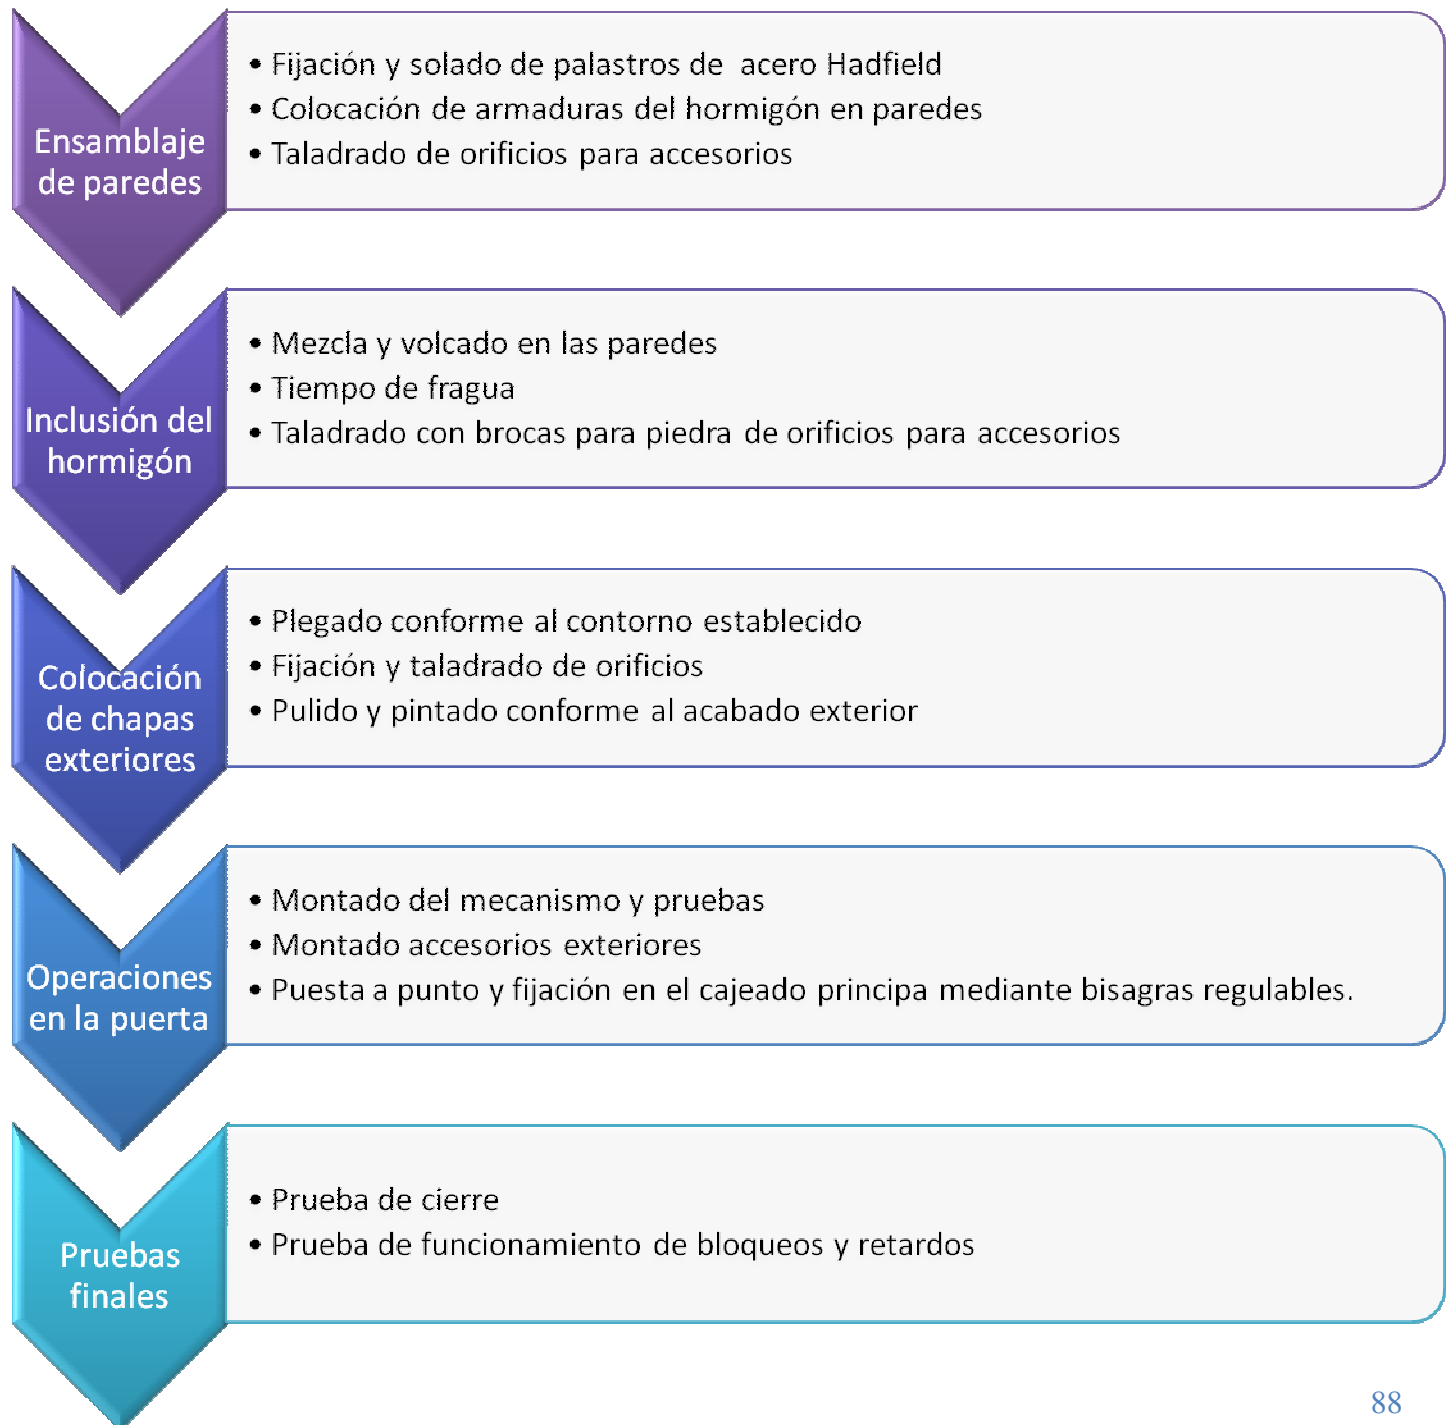 Ensamblaje
de paredes
• Fijación y solado de palastros de acero Hadfield
• Colocación de armaduras del hormigón en paredes
• Taladrado de orificios para accesorios
Inclusión del
hormigón
• Mezcla y volcado en las paredes
• Tiempo de fragua
• Taladrado con brocas para piedra de orificios para accesorios
Colocación
de chapas
exteriores
• Plegado conforme al contorno establecido
• Fijación y taladrado de orificios
• Pulido y pintado conforme al acabado exterior
Operaciones
en la puerta
• Montado del mecanismo y pruebas
• Montado accesorios exteriores
• Puesta a punto y fijación en el cajeado principa mediante bisagras regulables.
Pruebas
finales
• Prueba de cierre
• Prueba de funcionamiento de bloqueos y retardos
88